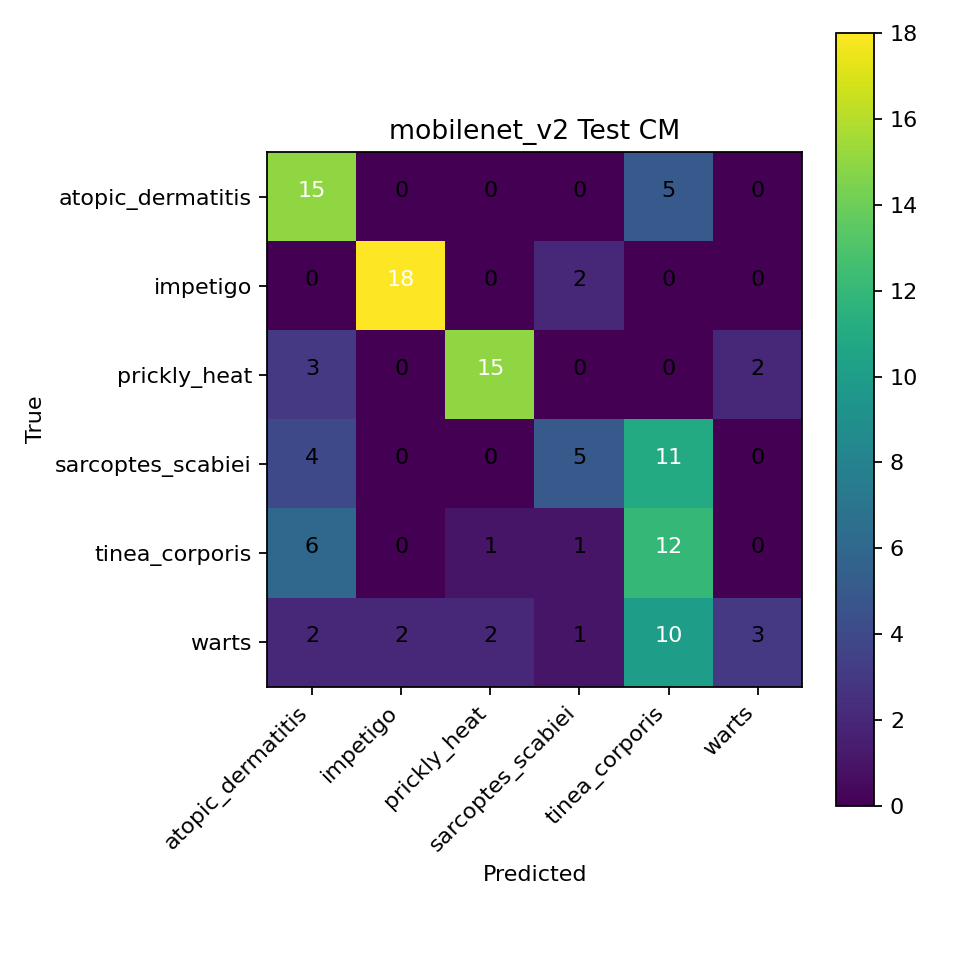 mobilenet_v2 Test CM
True
atopic_dermatitis 15 0 0 0 5 0
impetigo 0 18 0 2 0 0
prickly_heat 3 0 15 0 0 2
sarcoptes_scabiei 4 0 0 5 11 0
tinea_corporis 6 0 1 1 12 0
warts 2 2 2 1 10 3
atopic_dermatitis impetigo prickly_heat sarcoptes_scabiei tinea_corporis warts
Predicted
18
16
14
12
10
8
6
4
2
0